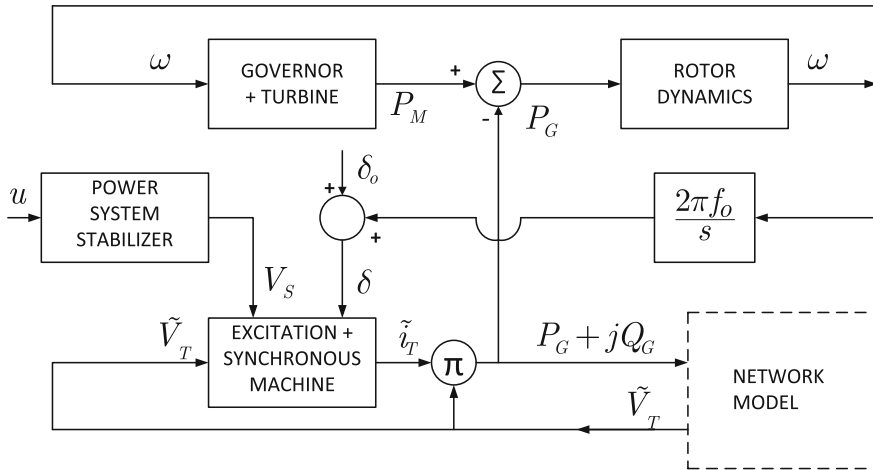 ω
GOVERNOR
+ TURBINE
P_M
+
Σ
-
P_G
ROTOR
DYNAMICS
ω
u
POWER
SYSTEM
STABILIZER
V_S
δ_o
+
+
δ
2πf_o
s
Ṽ_T
EXCITATION +
SYNCHRONOUS
MACHINE
ĩ_T
π
P_G + jQ_G
Ṽ_T
NETWORK
MODEL